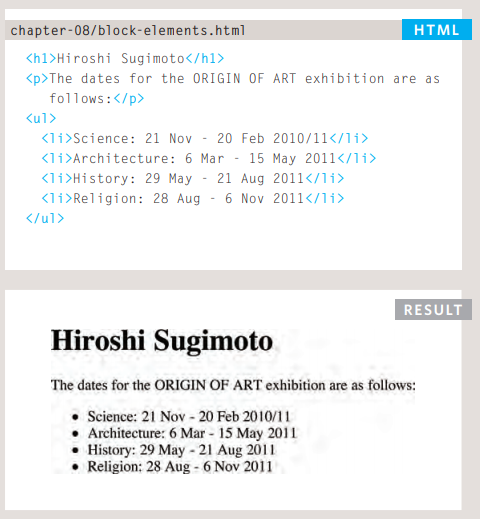 chapter-08/block-elements.html
HTML
<h1>Hiroshi Sugimoto</h1>
<p>The dates for the ORIGIN OF ART exhibition are as
follows:</p>
<ul>
<li>Science: 21 Nov - 20 Feb 2010/11</li>
<li>Architecture: 6 Mar - 15 May 2011</li>
<li>History: 29 May - 21 Aug 2011</li>
<li>Religion: 28 Aug - 6 Nov 2011</li>
</ul>
RESULT
Hiroshi Sugimoto
The dates for the ORIGIN OF ART exhibition are as follows:
• Science: 21 Nov - 20 Feb 2010/11
• Architecture: 6 Mar - 15 May 2011
• History: 29 May - 21 Aug 2011
• Religion: 28 Aug - 6 Nov 2011